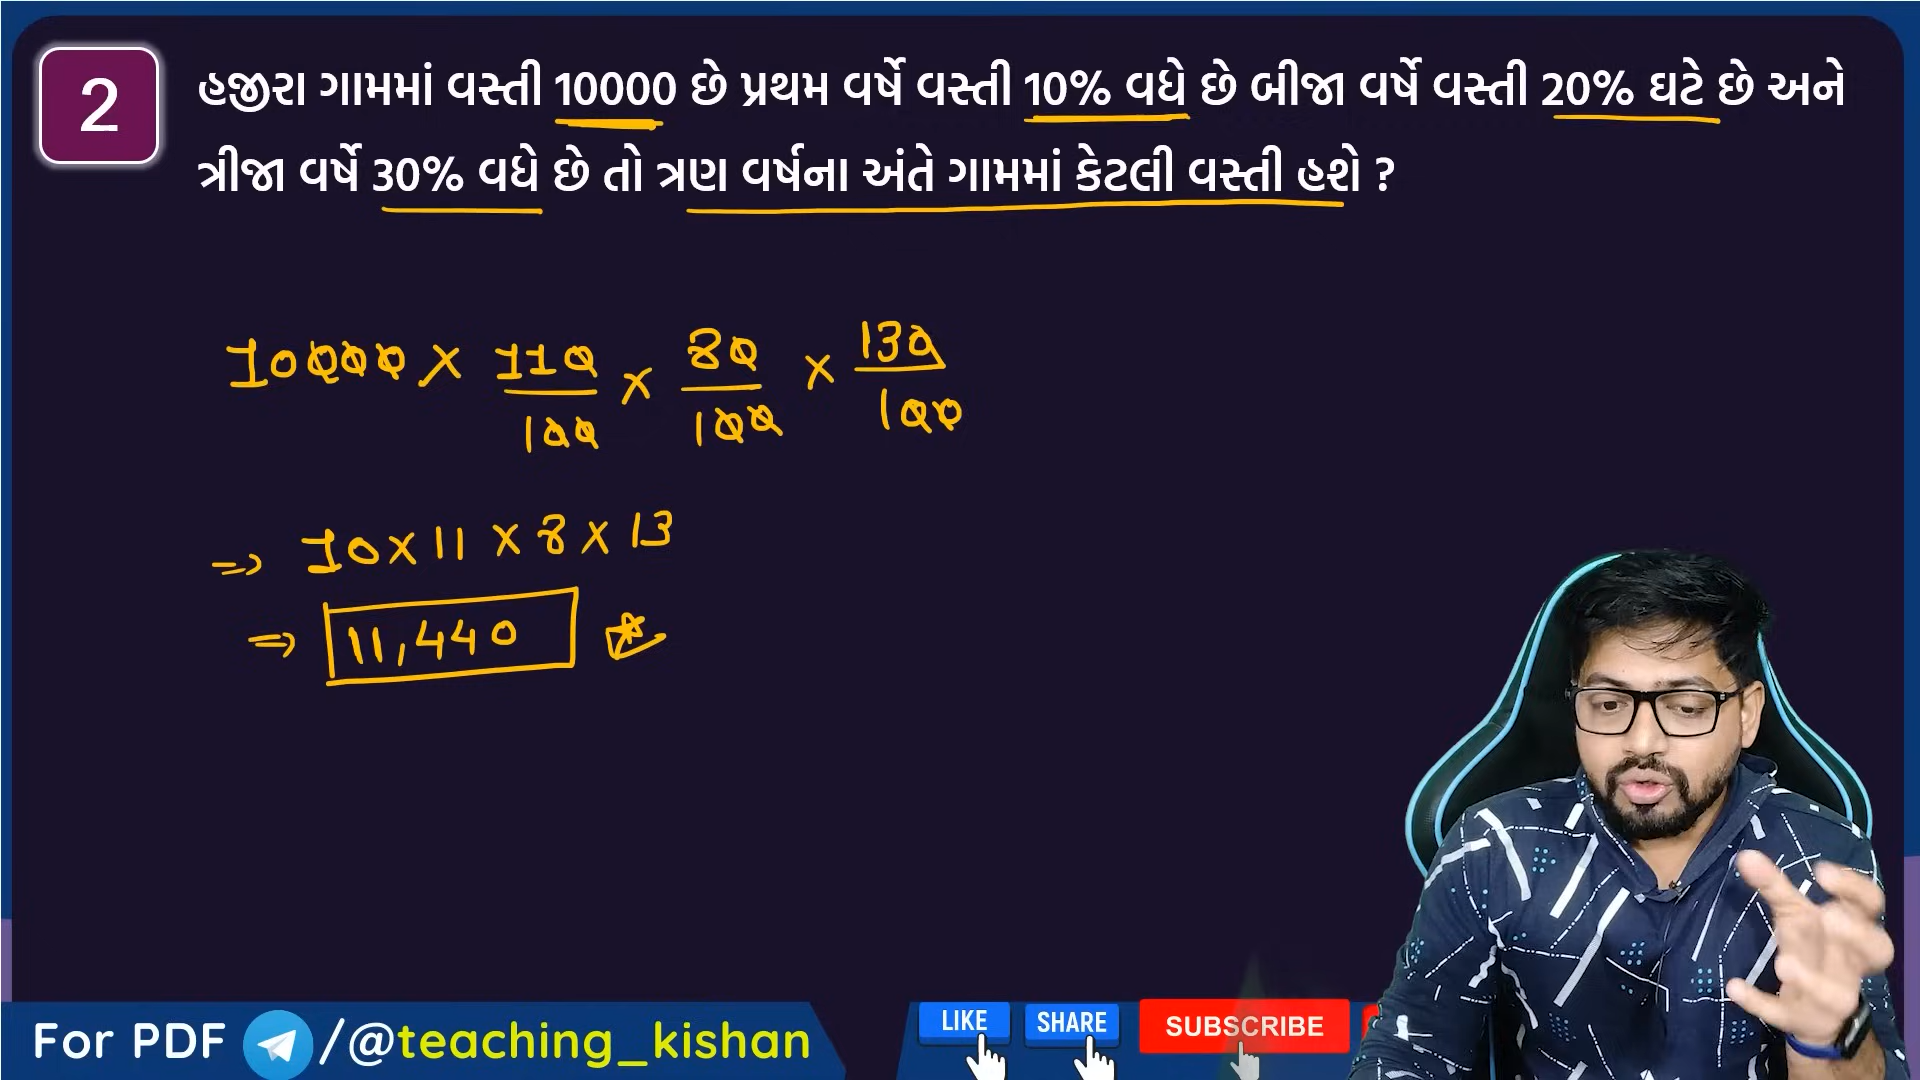 2
હજીરા ગામમાં વસ્તી 10000 છે પ્રથમ વર્ષે વસ્તી 10% વધે છે બીજા વર્ષે વસ્તી 20% ઘટે છે અને
ત્રીજા વર્ષે 30% વધે છે તો ત્રણ વર્ષના અંતે ગામમાં કેટલી વસ્તી હશે ?
10000 × 110/100 × 80/100 × 130/100
=> 10 × 11 × 8 × 13
=> 11,440
For PDF /@teaching_kishan
LIKE
SHARE
SUBSCRIBE